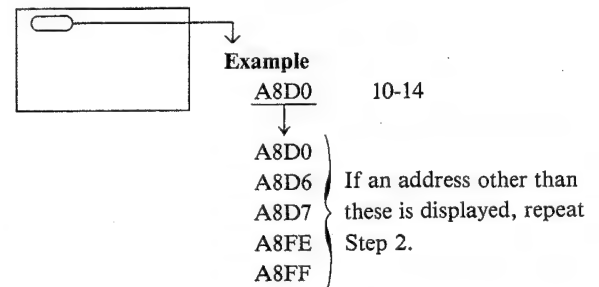 Example
A8D0 10-14
A8D0
A8D6 If an address other than
A8D7 these is displayed, repeat
A8FE Step 2.
A8FF